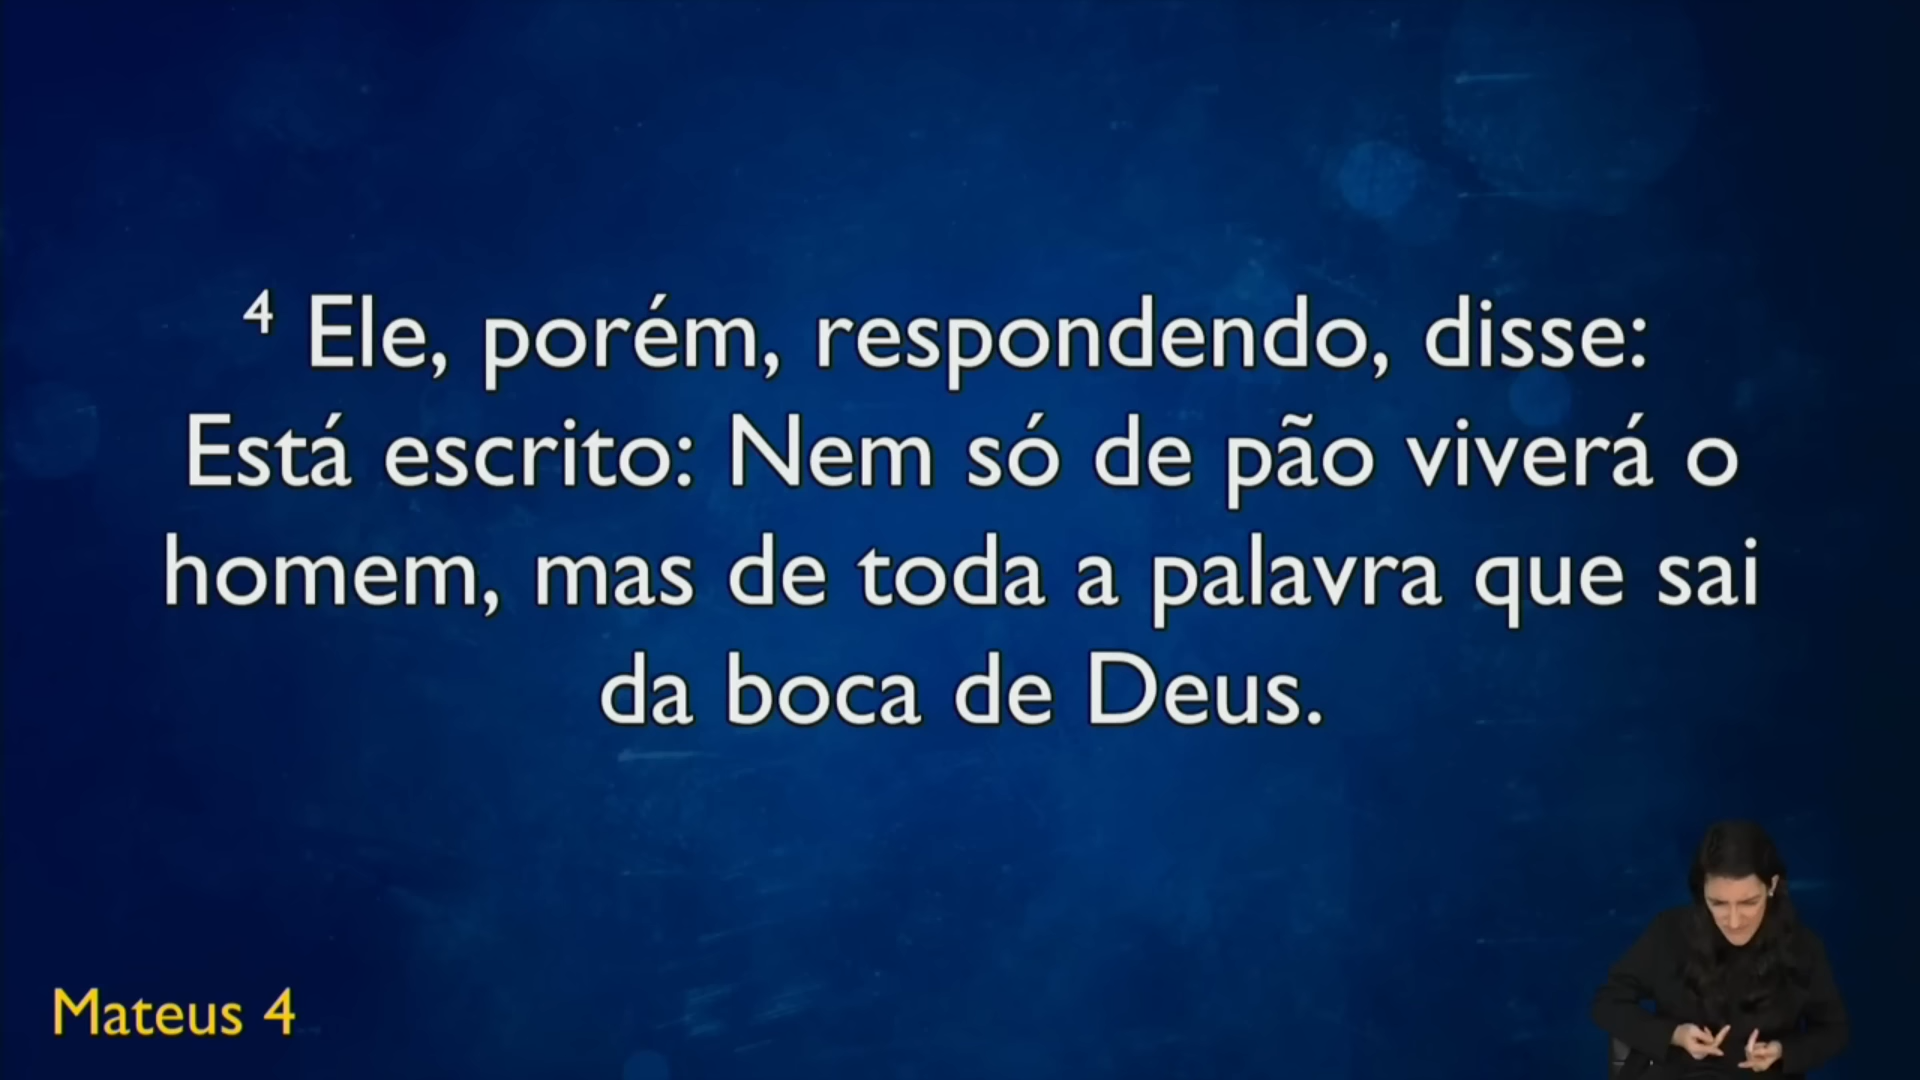 4 Ele, porém, respondendo, disse:
Está escrito: Nem só de pão viverá o
homem, mas de toda a palavra que sai
da boca de Deus.
Mateus 4